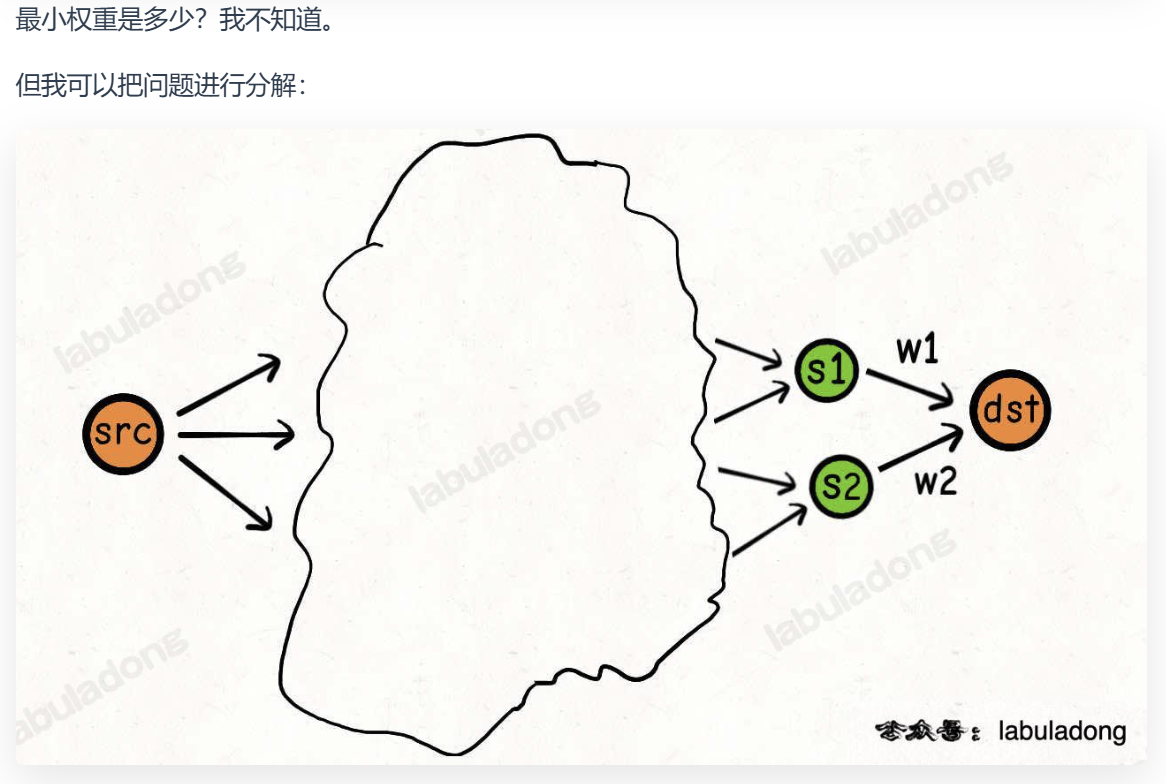 最小权重是多少？我不知道。
但我可以把问题进行分解：
labuladong
labuladong
w1
s1
src
dst
labuladong
s2
w2
labuladong
labuladong
公众号：labuladong